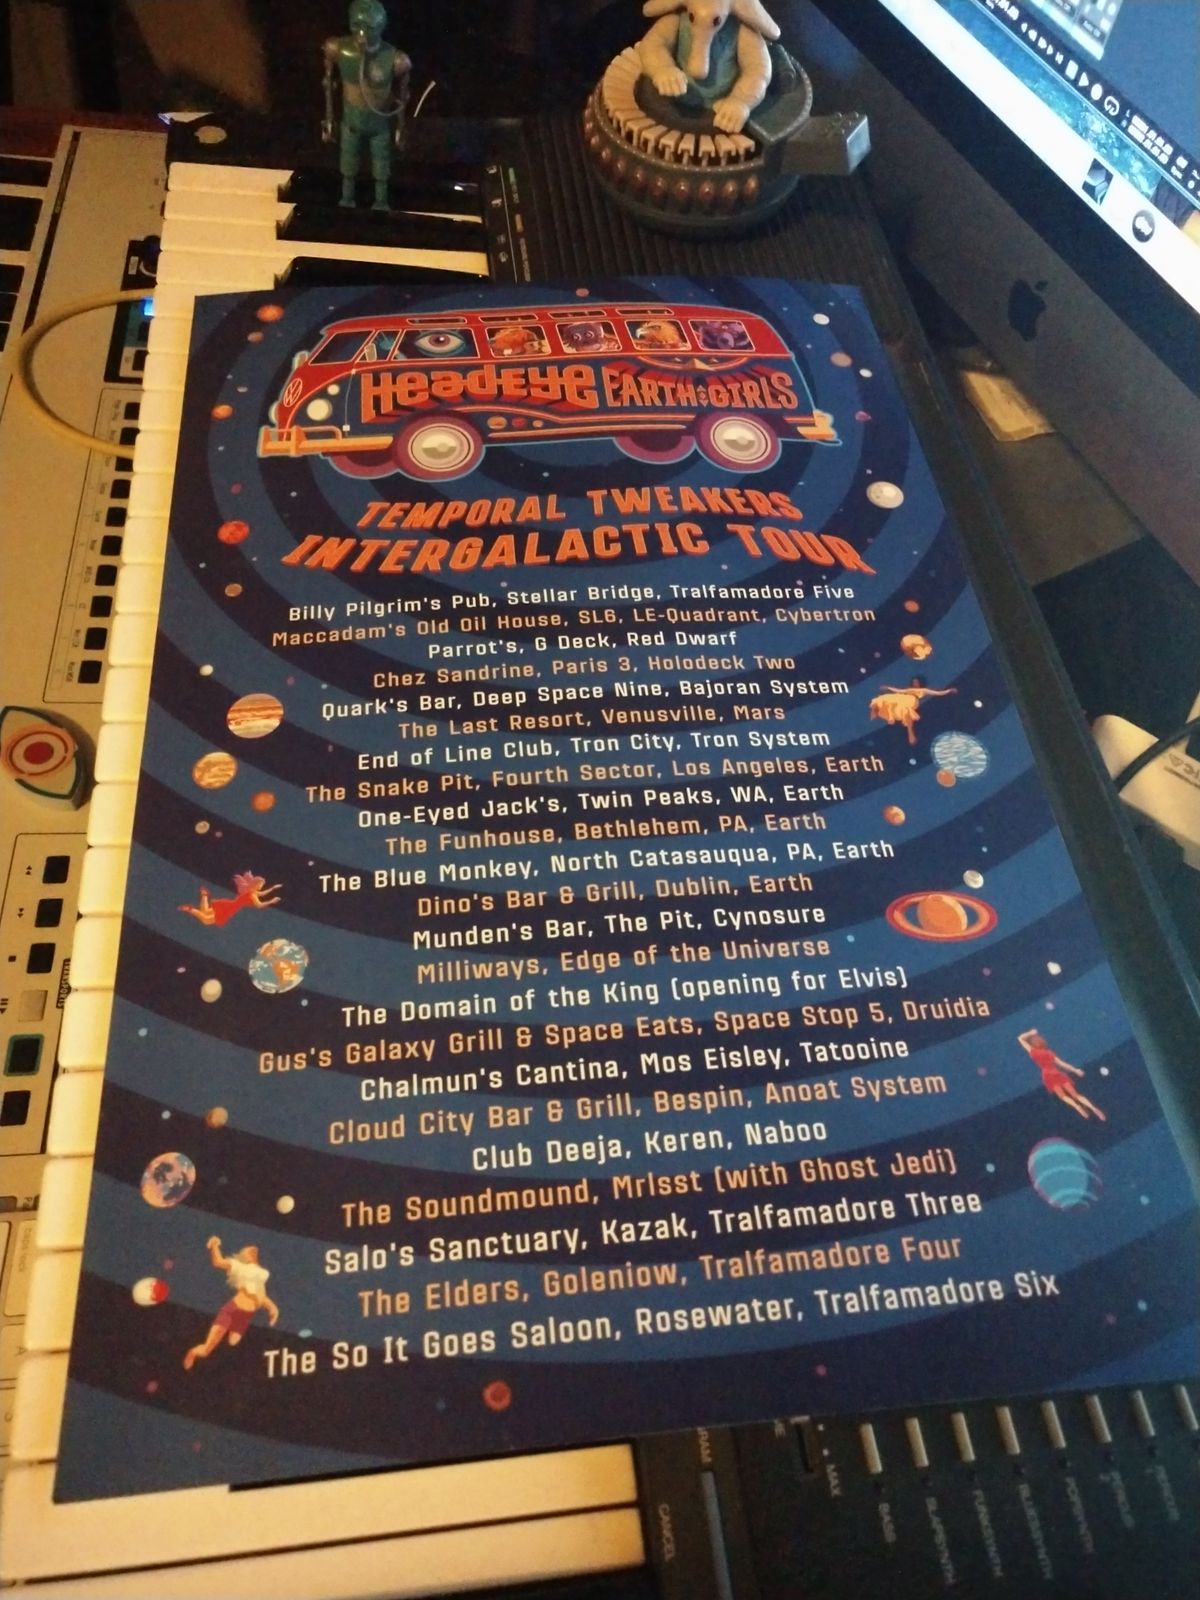 HEADEYE EARTH GIRLS
TEMPORAL TWEAKERS
INTERGALACTIC TOUR
Billy Pilgrim's Pub, Stellar Bridge, Tralfamadore Five
Maccadam's Old Oil House, SL6, LE-Quadrant, Cybertron
Parrot's, G Deck, Red Dwarf
Chez Sandrine, Paris 3, Holodeck Two
Quark's Bar, Deep Space Nine, Bajoran System
The Last Resort, Venusville, Mars
End of Line Club, Tron City, Tron System
The Snake Pit, Fourth Sector, Los Angeles, Earth
One-Eyed Jack's, Twin Peaks, WA, Earth
The Funhouse, Bethlehem, PA, Earth
The Blue Monkey, North Catasauqua, PA, Earth
Dino's Bar & Grill, Dublin, Earth
Munden's Bar, The Pit, Cynosure
Milliways, Edge of the Universe
The Domain of the King (opening for Elvis)
Gus's Galaxy Grill & Space Eats, Space Stop 5, Druidia
Chalmun's Cantina, Mos Eisley, Tatooine
Cloud City Bar & Grill, Bespin, Anoat System
Club Deeja, Keren, Naboo
The Soundmound, Mrlsst (with Ghost Jedi)
Salo's Sanctuary, Kazak, Tralfamadore Three
The Elders, Goleniow, Tralfamadore Four
The So It Goes Saloon, Rosewater, Tralfamadore Six
MAX
CANCEL
BASS